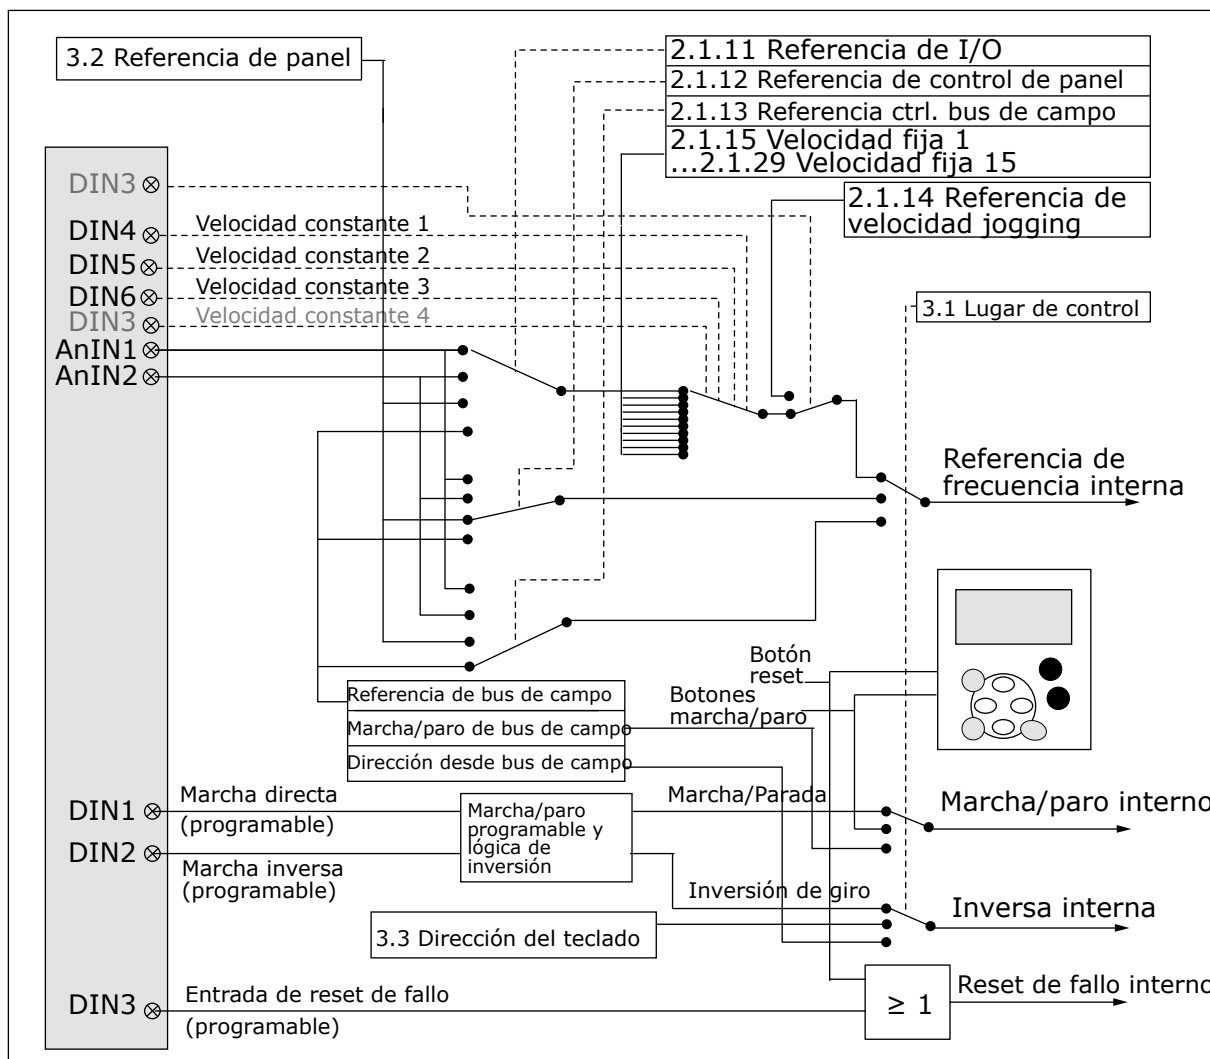 3.2 Referencia de panel
2.1.11 Referencia de I/O
2.1.12 Referencia de control de panel
2.1.13 Referencia ctrl. bus de campo
2.1.15 Velocidad fija 1
...2.1.29 Velocidad fija 15
2.1.14 Referencia de
velocidad jogging
3.1 Lugar de control
DIN3
DIN4
Velocidad constante 1
DIN5
Velocidad constante 2
DIN6
Velocidad constante 3
DIN3
Velocidad constante 4
AnIN1
AnIN2
Referencia de
frecuencia interna
Botón
reset
Botones
marcha/paro
Referencia de bus de campo
Marcha/paro de bus de campo
Dirección desde bus de campo
DIN1
Marcha directa
(programable)
DIN2
Marcha inversa
(programable)
Marcha/paro
programable y
lógica de
inversión
Marcha/Parada
Marcha/paro interno
Inversión de giro
Inversa interna
3.3 Dirección del teclado
DIN3
Entrada de reset de fallo
(programable)
≥ 1
Reset de fallo interno